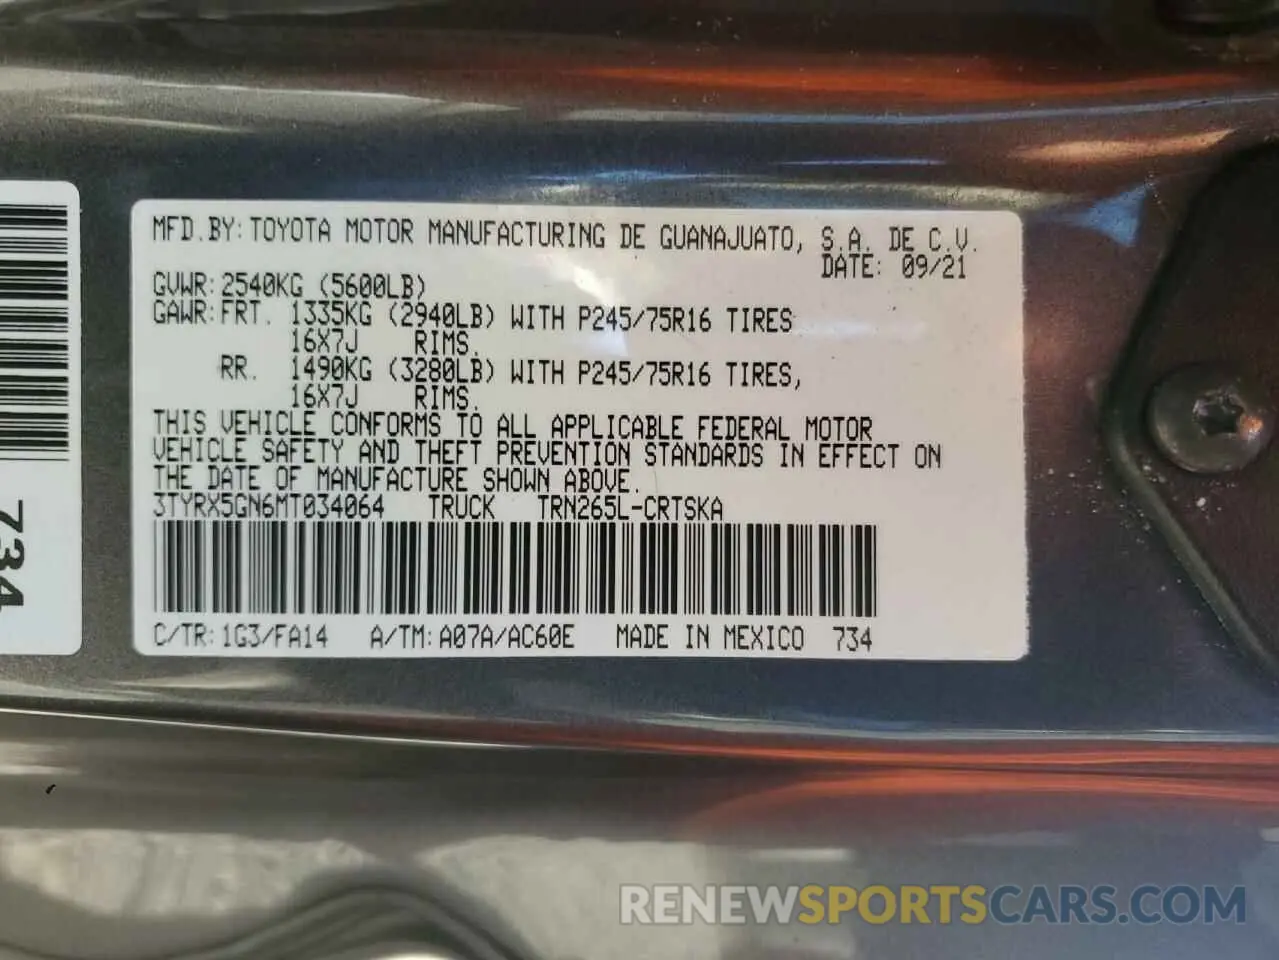 MFD.BY: TOYOTA MOTOR MANUFACTURING DE GUANAJUATO, S.A. DE C.V.
DATE: 09/21
GVWR: 2540KG (5600LB)
GAWR: FRT. 1335KG (2940LB) WITH P245/75R16 TIRES
16X7J RIMS.
RR. 1490KG (3280LB) WITH P245/75R16 TIRES,
16X7J RIMS.
THIS VEHICLE CONFORMS TO ALL APPLICABLE FEDERAL MOTOR
VEHICLE SAFETY AND THEFT PREVENTION STANDARDS IN EFFECT ON
THE DATE OF MANUFACTURE SHOWN ABOVE.
3TYRX5GN6MT034064 TRUCK TRN265L-CRTSKA
C/TR: 1G3/FA14 A/TM: A07A/AC60E MADE IN MEXICO 734
734
RENEWSPORTSCARS.COM